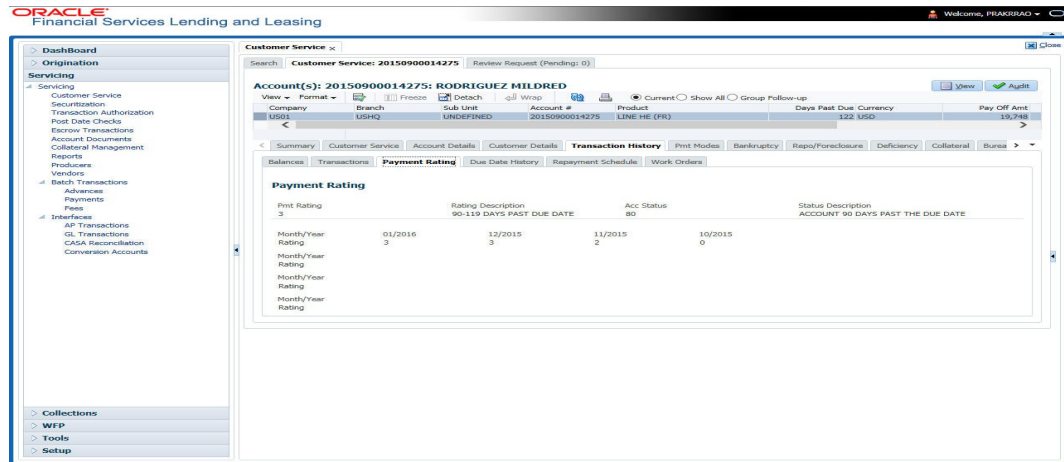 ORACLE
Financial Services Lending and Leasing
Welcome, PRAKRRAO
Customer Service
Close
DashBoard
Origination
Servicing
Servicing
Customer Service
Securitization
Transaction Authorization
Post Date Checks
Escrow Transactions
Account Documents
Collateral Management
Reports
Producers
Vendors
Batch Transactions
Advances
Payments
Fees
Interfaces
AP Transactions
GL Transactions
CASA Reconciliation
Conversion Accounts
Collections
WFP
Tools
Setup
Search Customer Service: 20150900014275 Review Request (Pending: 0)
Account(s): 20150900014275: RODRIGUEZ MILDRED View Audit
View Format Freeze Detach Wrap Current Show All Group Follow-up
Company Branch Sub Unit Account # Product Days Past Due Currency Pay Off Amt
US01 USHQ UNDEFINED 20150900014275 LINE HE (FR) 122 USD 19,748
Summary Customer Service Account Details Customer Details Transaction History Pmt Modes Bankruptcy Repo/Foreclosure Deficiency Collateral Burea
Balances Transactions Payment Rating Due Date History Repayment Schedule Work Orders
Payment Rating
Pmt Rating Rating Description Acc Status Status Description
3 90-119 DAYS PAST DUE DATE 80 ACCOUNT 90 DAYS PAST THE DUE DATE
Month/Year 01/2016 12/2015 11/2015 10/2015
Rating 3 3 2 0
Month/Year
Rating
Month/Year
Rating
Month/Year
Rating